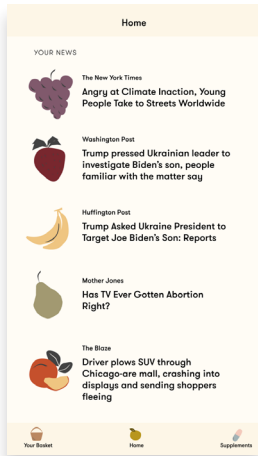 Home
YOUR NEWS
The New York Times
Angry at Climate Inaction, Young
People Take to Streets Worldwide
Washington Post
Trump pressed Ukrainian leader to
investigate Biden's son, people
familiar with the matter say
Huffington Post
Trump Asked Ukraine President to
Target Joe Biden's Son: Reports
Mother Jones
Has TV Ever Gotten Abortion
Right?
The Blaze
Driver plows SUV through
Chicago-are mall, crashing into
displays and sending shoppers
fleeing
Your Basket
Home
Supplements